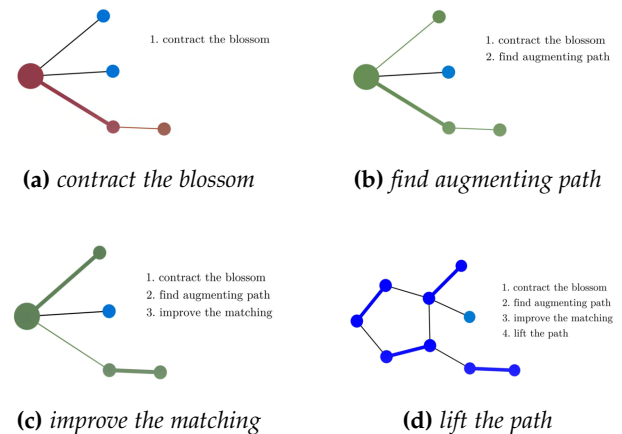 1. contract the blossom
(a) contract the blossom
1. contract the blossom
2. find augmenting path
(b) find augmenting path
1. contract the blossom
2. find augmenting path
3. improve the matching
(c) improve the matching
1. contract the blossom
2. find augmenting path
3. improve the matching
4. lift the path
(d) lift the path